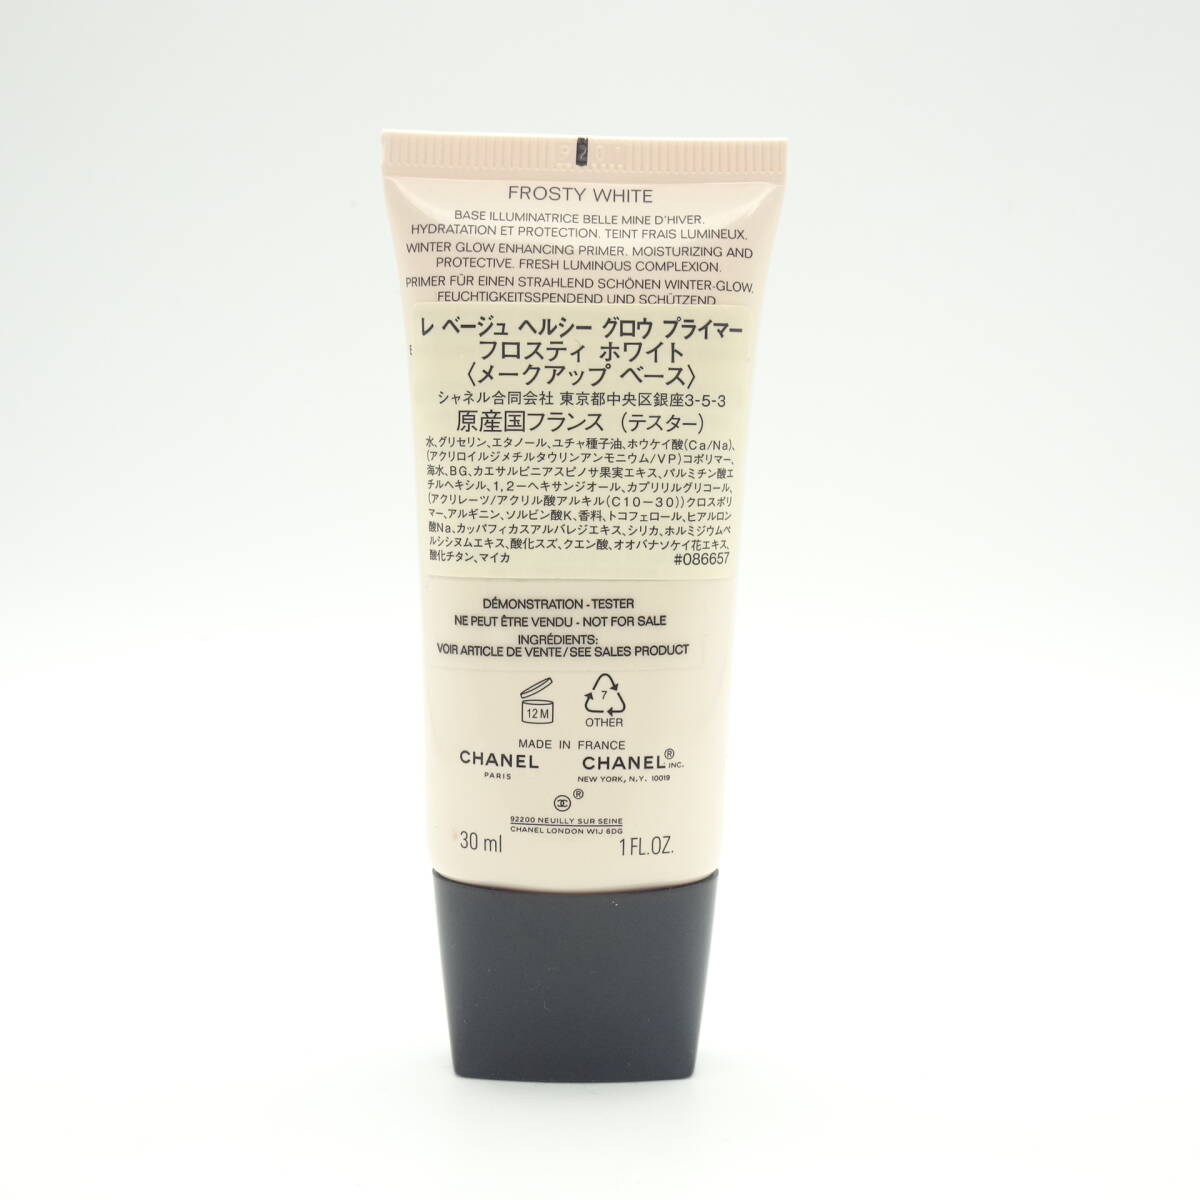 FROSTY WHITE
BASE ILLUMINATRICE BELLE MINE D'HIVER.
HYDRATATION ET PROTECTION. TEINT FRAIS LUMINEUX.
WINTER GLOW ENHANCING PRIMER. MOISTURIZING AND
PROTECTIVE. FRESH LUMINOUS COMPLEXION.
PRIMER FÜR EINEN STRAHLEND SCHÖNEN WINTER-GLOW.
FEUCHTIGKEITSSPENDEND UND SCHÜTZEND.
レ ベージュ ヘルシー グロウ プライマー
フロスティ ホワイト
〈メークアップ ベース〉
シャネル合同会社 東京都中央区銀座3-5-3
原産国フランス (テスター)
水、グリセリン、エタノール、ユチャ種子油、ホウケイ酸(Ca/Na)、
(アクリロイルジメチルタウリンアンモニウム/VP)コポリマー、
海水、BG、カエサルピニアスピノサ果実エキス、パルミチン酸エ
チルヘキシル、1,2-ヘキサンジオール、カプリリルグリコール、
(アクリレーツ/アクリル酸アルキル(C10-30))クロスポリ
マー、アルギニン、ソルビン酸K、香料、トコフェロール、ヒアルロン
酸Na、カッパフィカスアルバレジエキス、シリカ、ホルミジウムペ
ルシシヌムエキス、酸化スズ、クエン酸、オオバナソケイ花エキス、
酸化チタン、マイカ #086657
DÉMONSTRATION - TESTER
NE PEUT ÊTRE VENDU - NOT FOR SALE
INGRÉDIENTS:
VOIR ARTICLE DE VENTE/SEE SALES PRODUCT
12 M
7
OTHER
MADE IN FRANCE
CHANEL CHANEL® INC.
PARIS NEW YORK, N.Y. 10019
®
92200 NEUILLY SUR SEINE
CHANEL LONDON W1J 6DG
30 ml 1 FL.OZ.